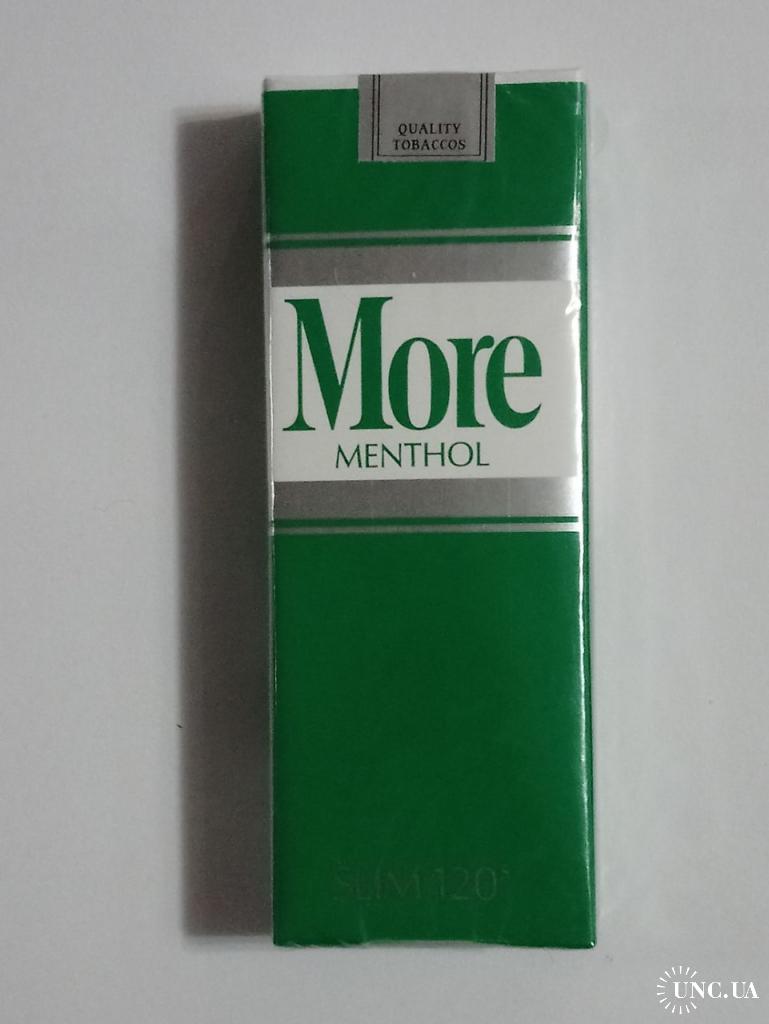 QUALITY
TOBACCOS
More
MENTHOL
SLIM 120's
UNC.UA